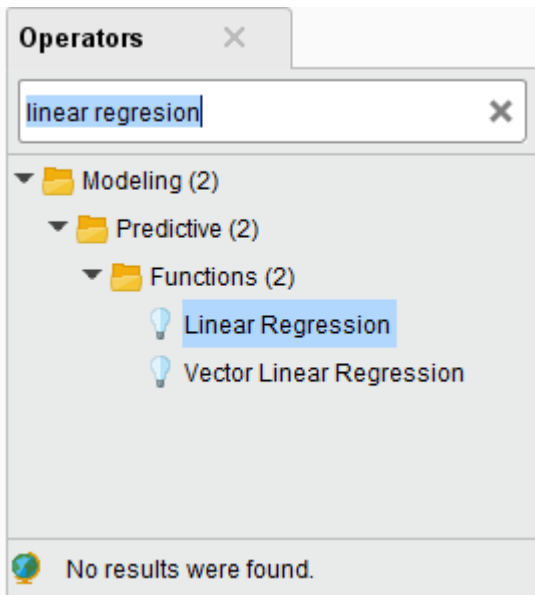 Operators
linear regresion
Modeling (2)
Predictive (2)
Functions (2)
Linear Regression
Vector Linear Regression
No results were found.